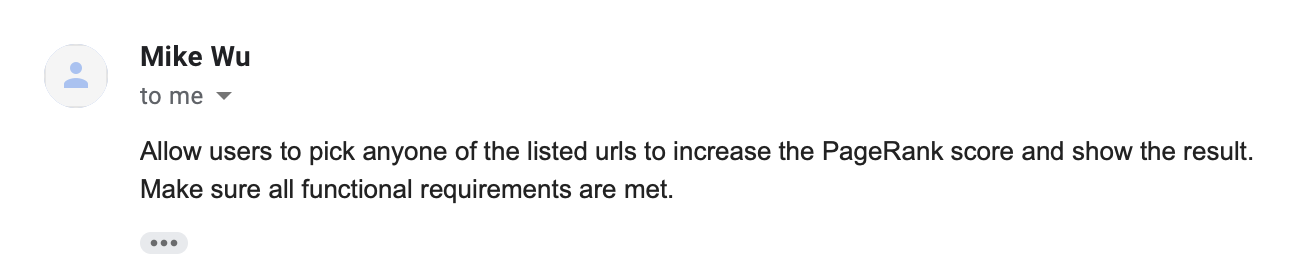 Mike Wu
to me
Allow users to pick anyone of the listed urls to increase the PageRank score and show the result.
Make sure all functional requirements are met.